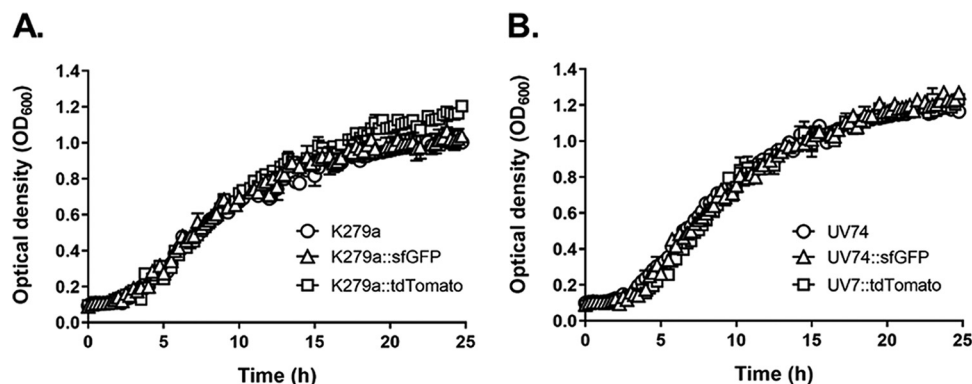 A.
Optical density (OD600)
1.4
1.2
1.0
0.8
0.6
0.4
0.2
0.0
K279a
K279a::sfGFP
K279a::tdTomato
0 5 10 15 20 25
Time (h)
B.
Optical density (OD600)
1.4
1.2
1.0
0.8
0.6
0.4
0.2
0.0
UV74
UV74::sfGFP
UV7::tdTomato
0 5 10 15 20 25
Time (h)